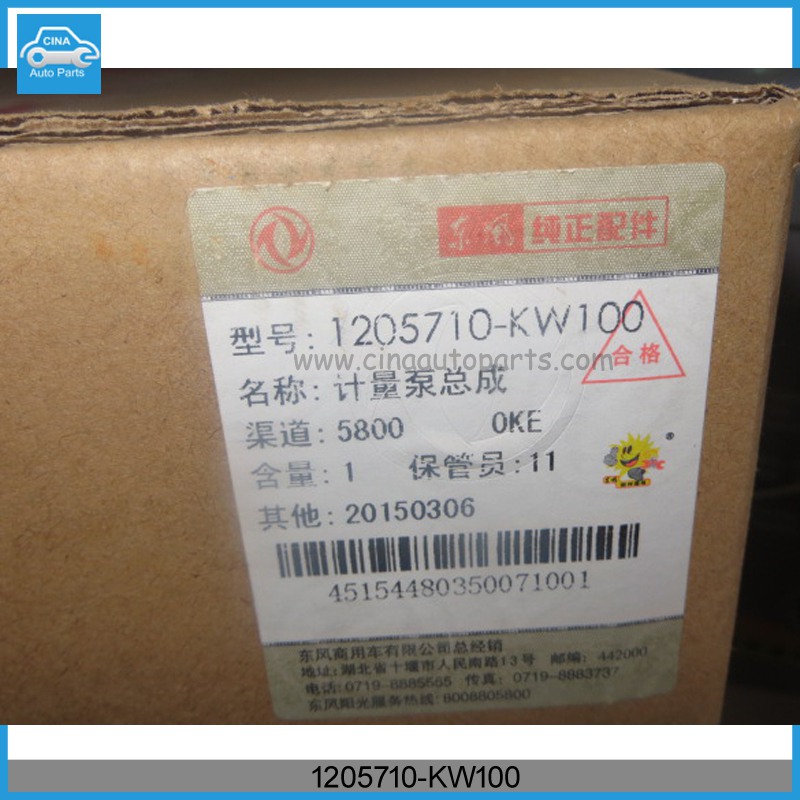 CINA
Auto Parts
东风 纯正配件
型号: 1205710-KW100
www.cinqautoparts.com
合格
名称: 计量泵总成
渠道: 5800 OKE
含量: 1 保管员: 11
其他: 20150306
45154480350071001
东风商用车有限公司总经销
地址: 湖北省十堰市人民南路13号 邮编: 442000
电话: 0719-8885555 传真: 0719-8883737
东风阳光服务热线: 8008805800
1205710-KW100